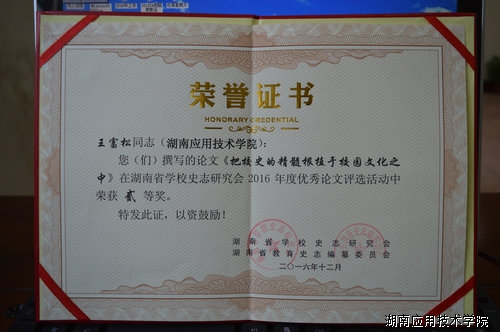 荣誉证书
HONORARY CREDENTIAL
王富松同志（湖南应用技术学院）：
您（们）撰写的论文《把校史的精髓根植于校园文化之
中》在湖南省学校史志研究会2016年度优秀论文评选活动中
荣获 贰 等奖。
特发此证，以资鼓励！
湖南省学校史志研究会
湖南省教育史志编纂委员会
二〇一六年十二月
湖南应用技术学院